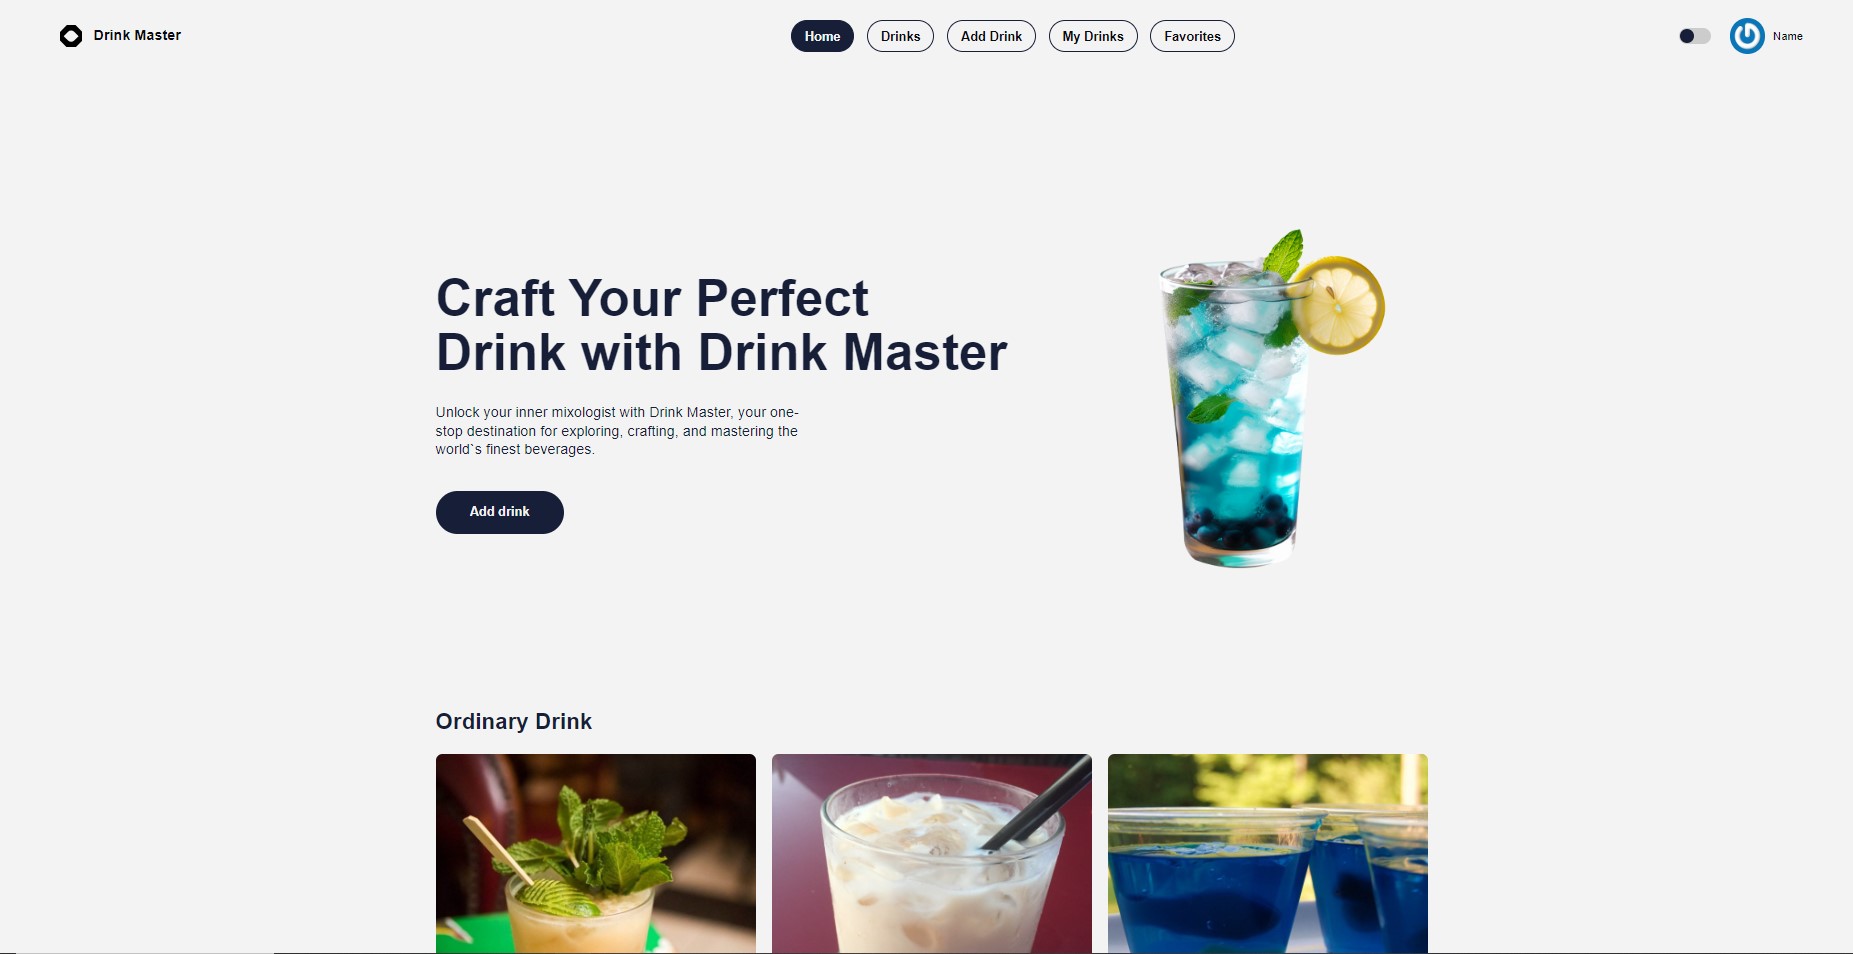 Drink Master
Home
Drinks
Add Drink
My Drinks
Favorites
Name
Craft Your Perfect
Drink with Drink Master
Unlock your inner mixologist with Drink Master, your one-
stop destination for exploring, crafting, and mastering the
world`s finest beverages.
Add drink
Ordinary Drink